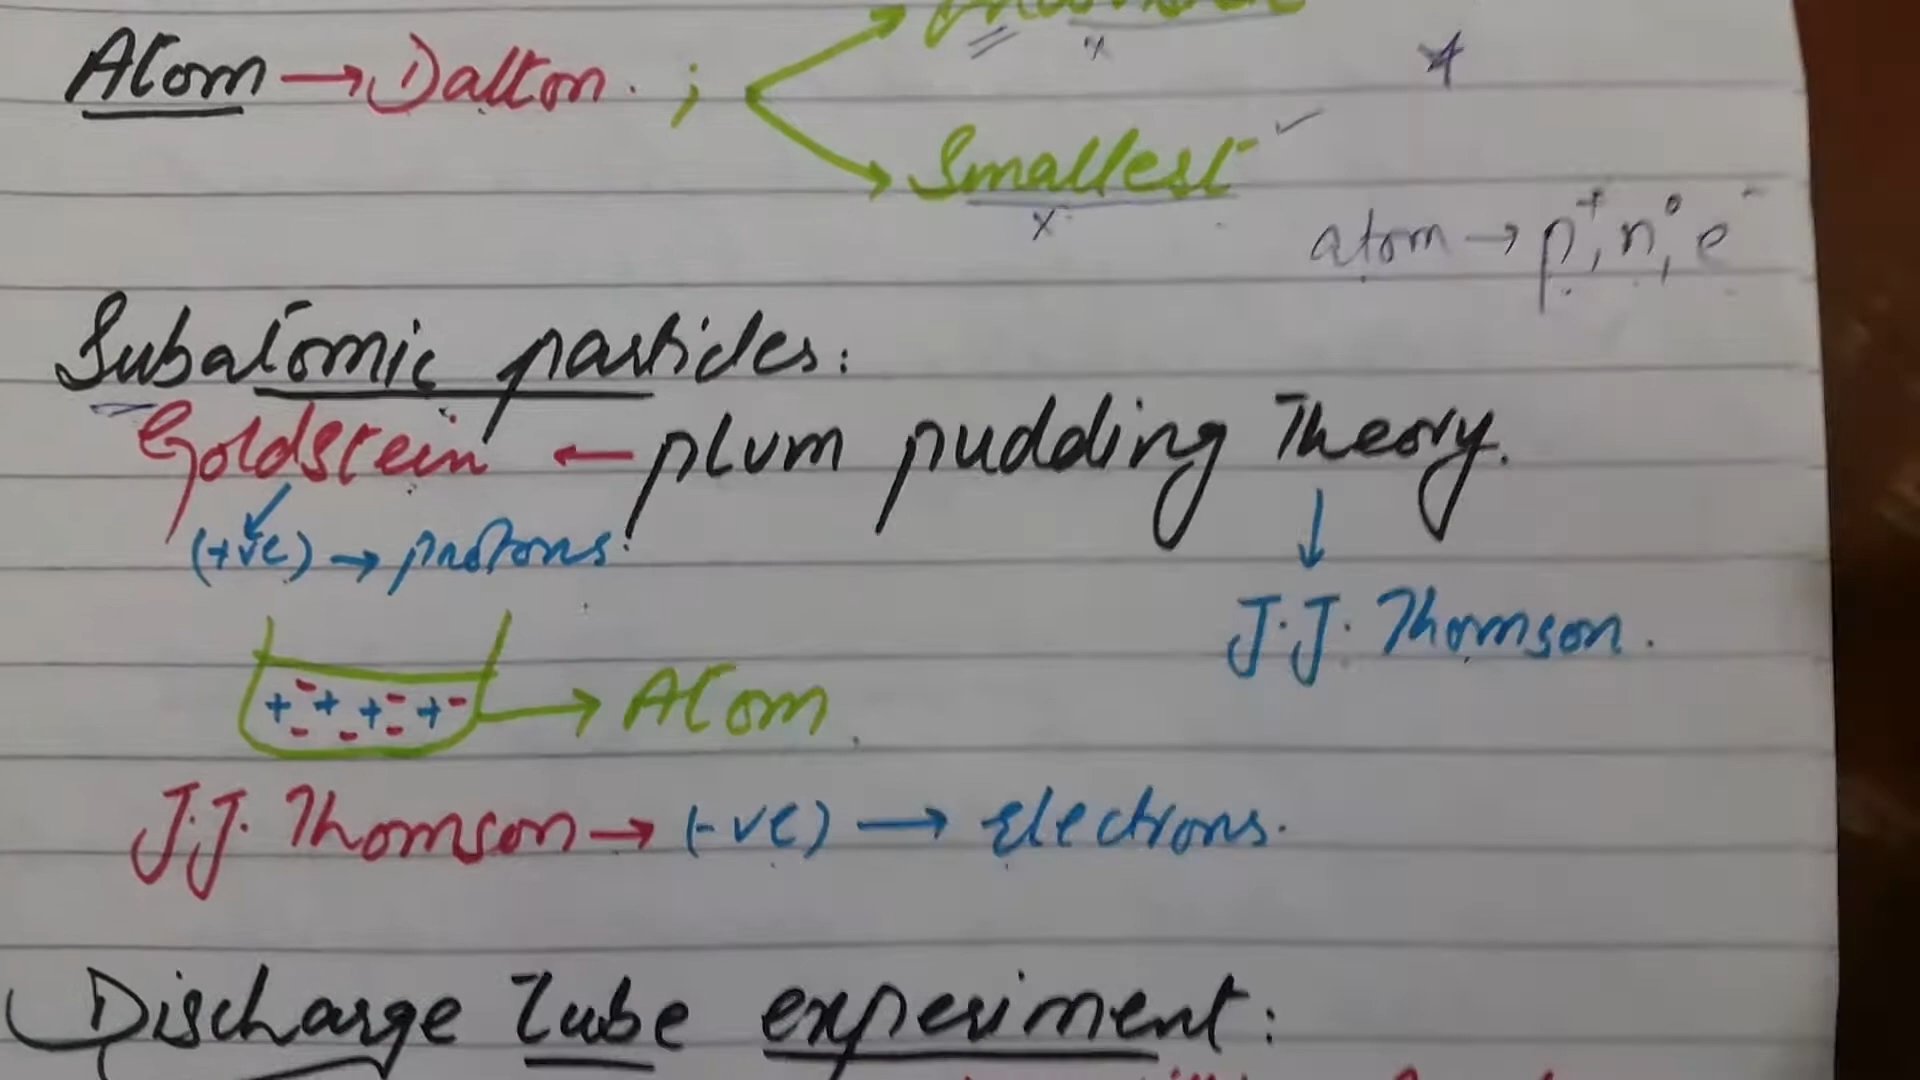 Atom → Dalton. ;
Smallest ✓
x
x
atom → p⁺, n⁰, e⁻
Subatomic particles:
Goldstein ← plum pudding Theory.
(+ve) → protons.
J.J. Thomson.
+ - + + - + -
- - -
→ Atom
J.J. Thomson → (-ve) → Electrons.
Discharge tube experiment: